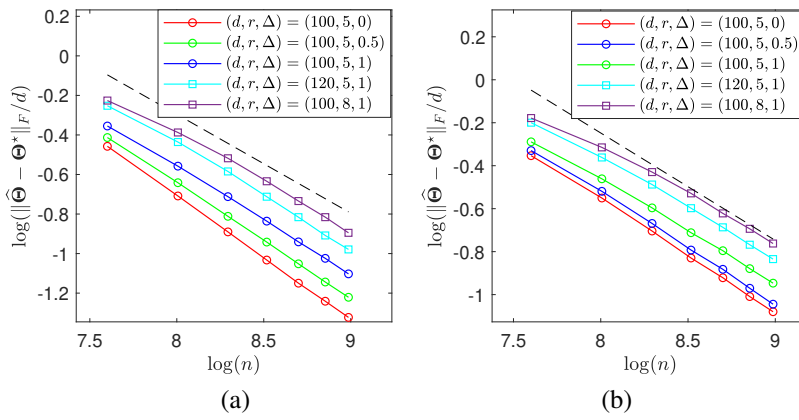 (d, r, Δ) = (100, 5, 0)
(d, r, Δ) = (100, 5, 0.5)
(d, r, Δ) = (100, 5, 1)
(d, r, Δ) = (120, 5, 1)
(d, r, Δ) = (100, 8, 1)
0.2
0
-0.2
-0.4
-0.6
-0.8
-1
-1.2
log(‖Θ̂ − Θ⋆‖F/d)
7.5
8
8.5
9
log(n)
(a)
(d, r, Δ) = (100, 5, 0)
(d, r, Δ) = (100, 5, 0.5)
(d, r, Δ) = (100, 5, 1)
(d, r, Δ) = (120, 5, 1)
(d, r, Δ) = (100, 8, 1)
0.2
0
-0.2
-0.4
-0.6
-0.8
-1
log(‖Θ̂ − Θ⋆‖F/d)
7.5
8
8.5
9
log(n)
(b)